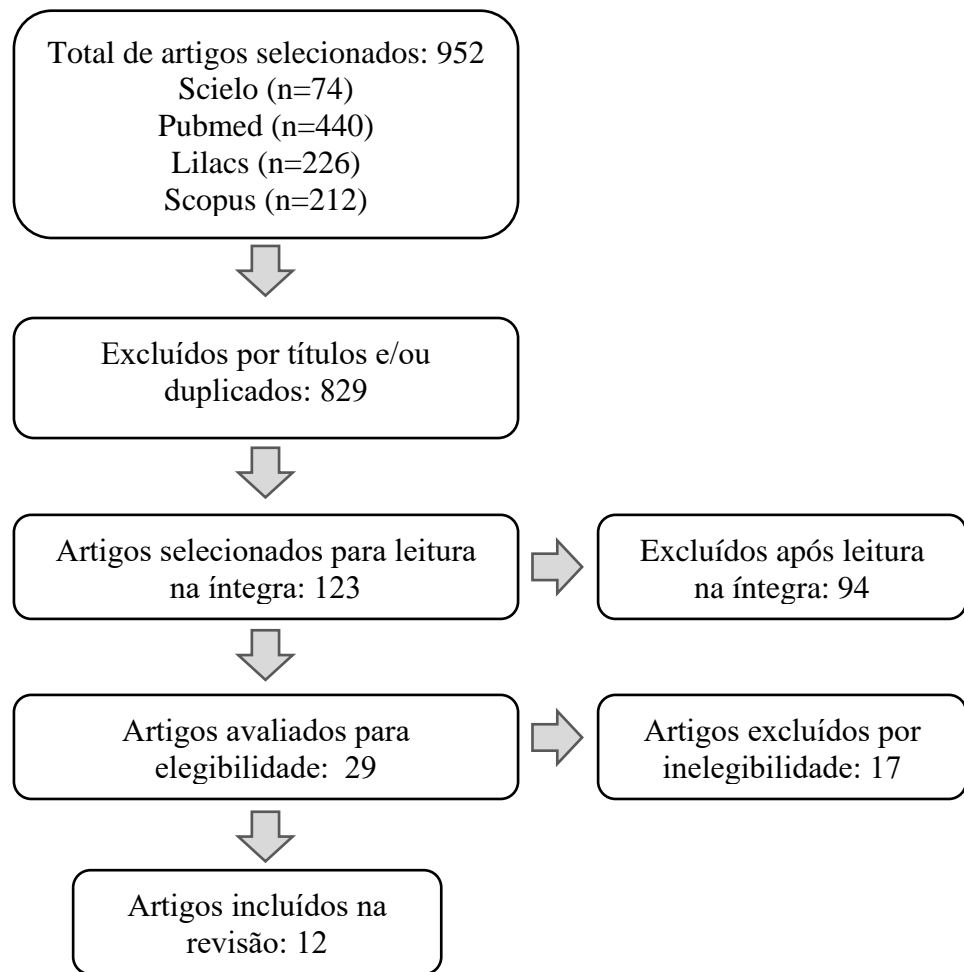 Total de artigos selecionados: 952
Scielo (n=74)
Pubmed (n=440)
Lilacs (n=226)
Scopus (n=212)
Excluídos por títulos e/ou
duplicados: 829
Artigos selecionados para leitura
na íntegra: 123
Excluídos após leitura
na íntegra: 94
Artigos avaliados para
elegibilidade: 29
Artigos excluídos por
inelegibilidade: 17
Artigos incluídos na
revisão: 12